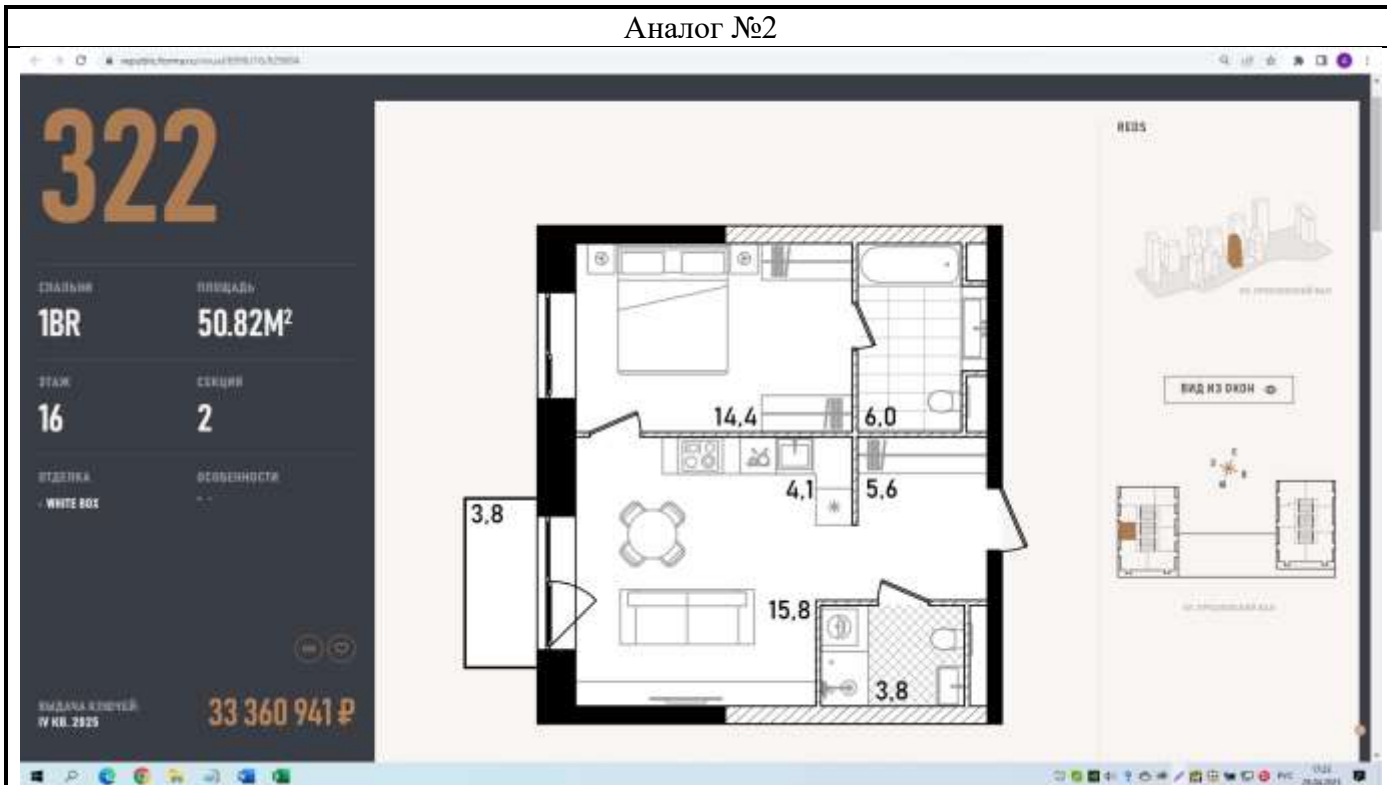 Аналог №2
322
REDS
СПАЛЬНИ ПЛОЩАДЬ
1BR 50.82М²
ЭТАЖ СЕКЦИЯ
16 2
ОТДЕЛКА ОСОБЕННОСТИ
- WHITE BOX - -
ВЫДАЧА КЛЮЧЕЙ
IV КВ. 2025 33 360 941 ₽
14,4 6,0
4,1 5,6
3,8
15,8
3,8
ВИД ИЗ ОКОН
РУС